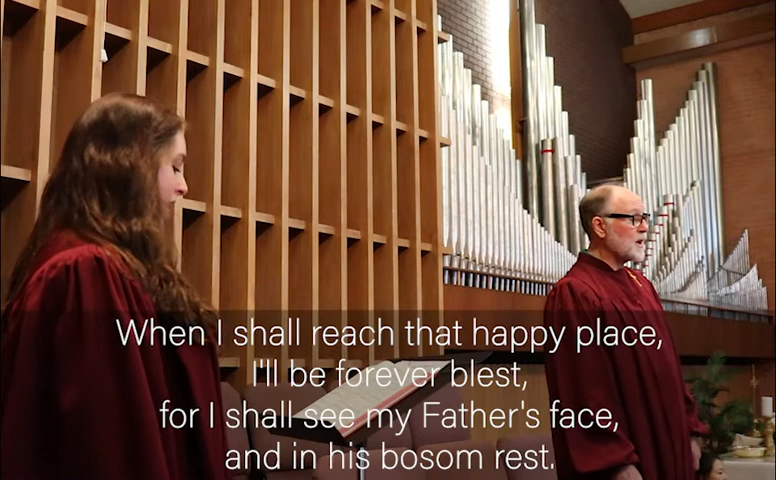 When I shall reach that happy place,
I'll be forever blest,
for I shall see my Father's face,
and in his bosom rest.